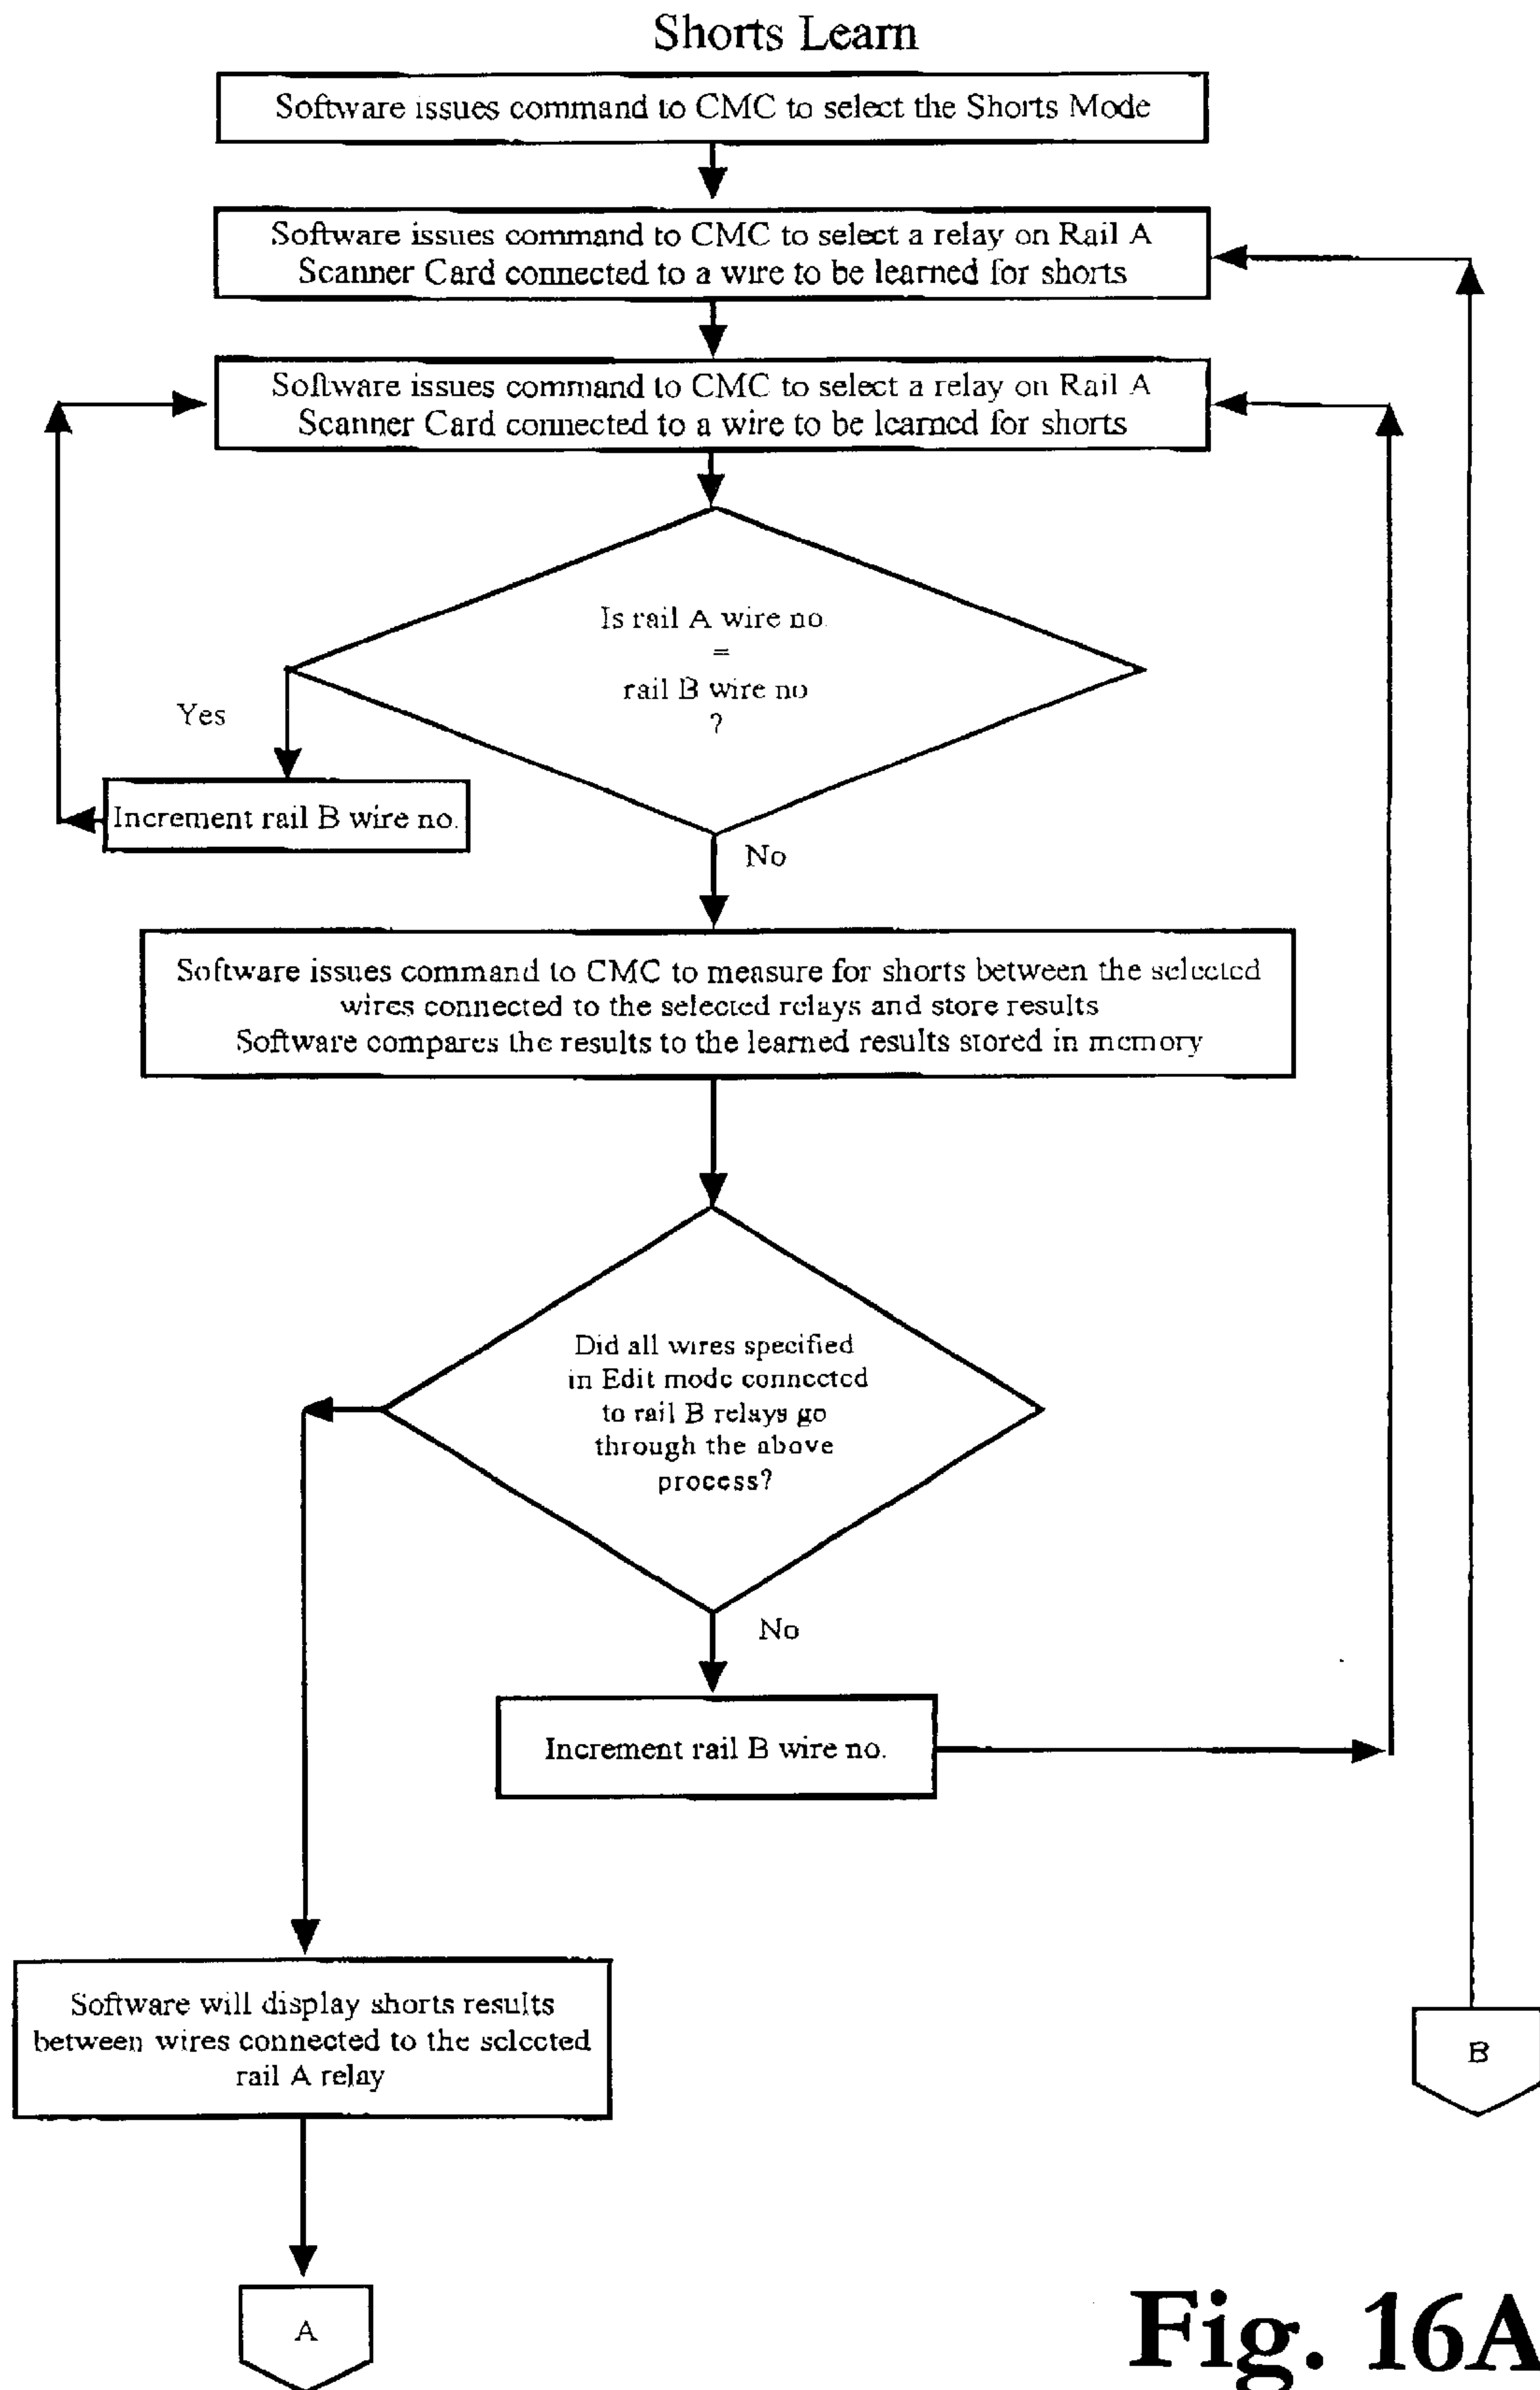 Shorts Learn
Software issues command to CMC to select the Shorts Mode
Software issues command to CMC to select a relay on Rail A
Scanner Card connected to a wire to be learned for shorts
Software issues command to CMC to select a relay on Rail A
Scanner Card connected to a wire to be learned for shorts
Is rail A wire no.
=
rail B wire no
?
Yes
Increment rail B wire no.
No
Software issues command to CMC to measure for shorts between the selected
wires connected to the selected relays and store results
Software compares the results to the learned results stored in memory
Did all wires specified
in Edit mode connected
to rail B relays go
through the above
process?
No
Increment rail B wire no.
Software will display shorts results
between wires connected to the selected
rail A relay
B
A
Fig. 16A